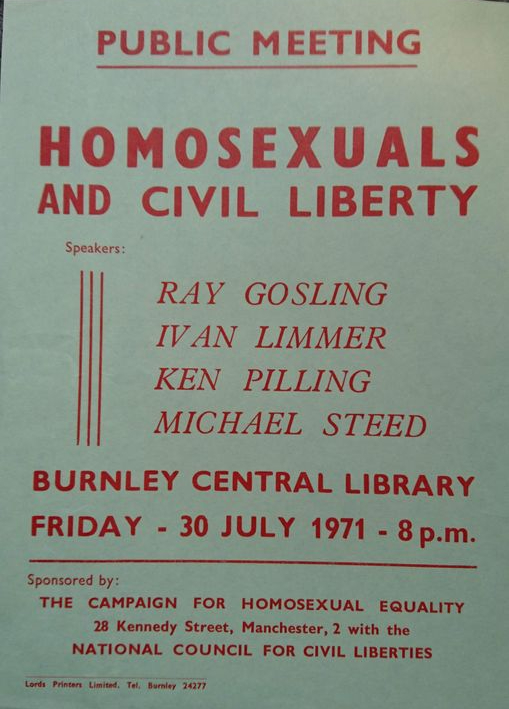 PUBLIC MEETING
HOMOSEXUALS
AND CIVIL LIBERTY
Speakers:
RAY GOSLING
IVAN LIMMER
KEN PILLING
MICHAEL STEED
BURNLEY CENTRAL LIBRARY
FRIDAY - 30 JULY 1971 - 8 p.m.
Sponsored by:
THE CAMPAIGN FOR HOMOSEXUAL EQUALITY
28 Kennedy Street, Manchester, 2 with the
NATIONAL COUNCIL FOR CIVIL LIBERTIES
Lords Printers Limited. Tel. Burnley 24277